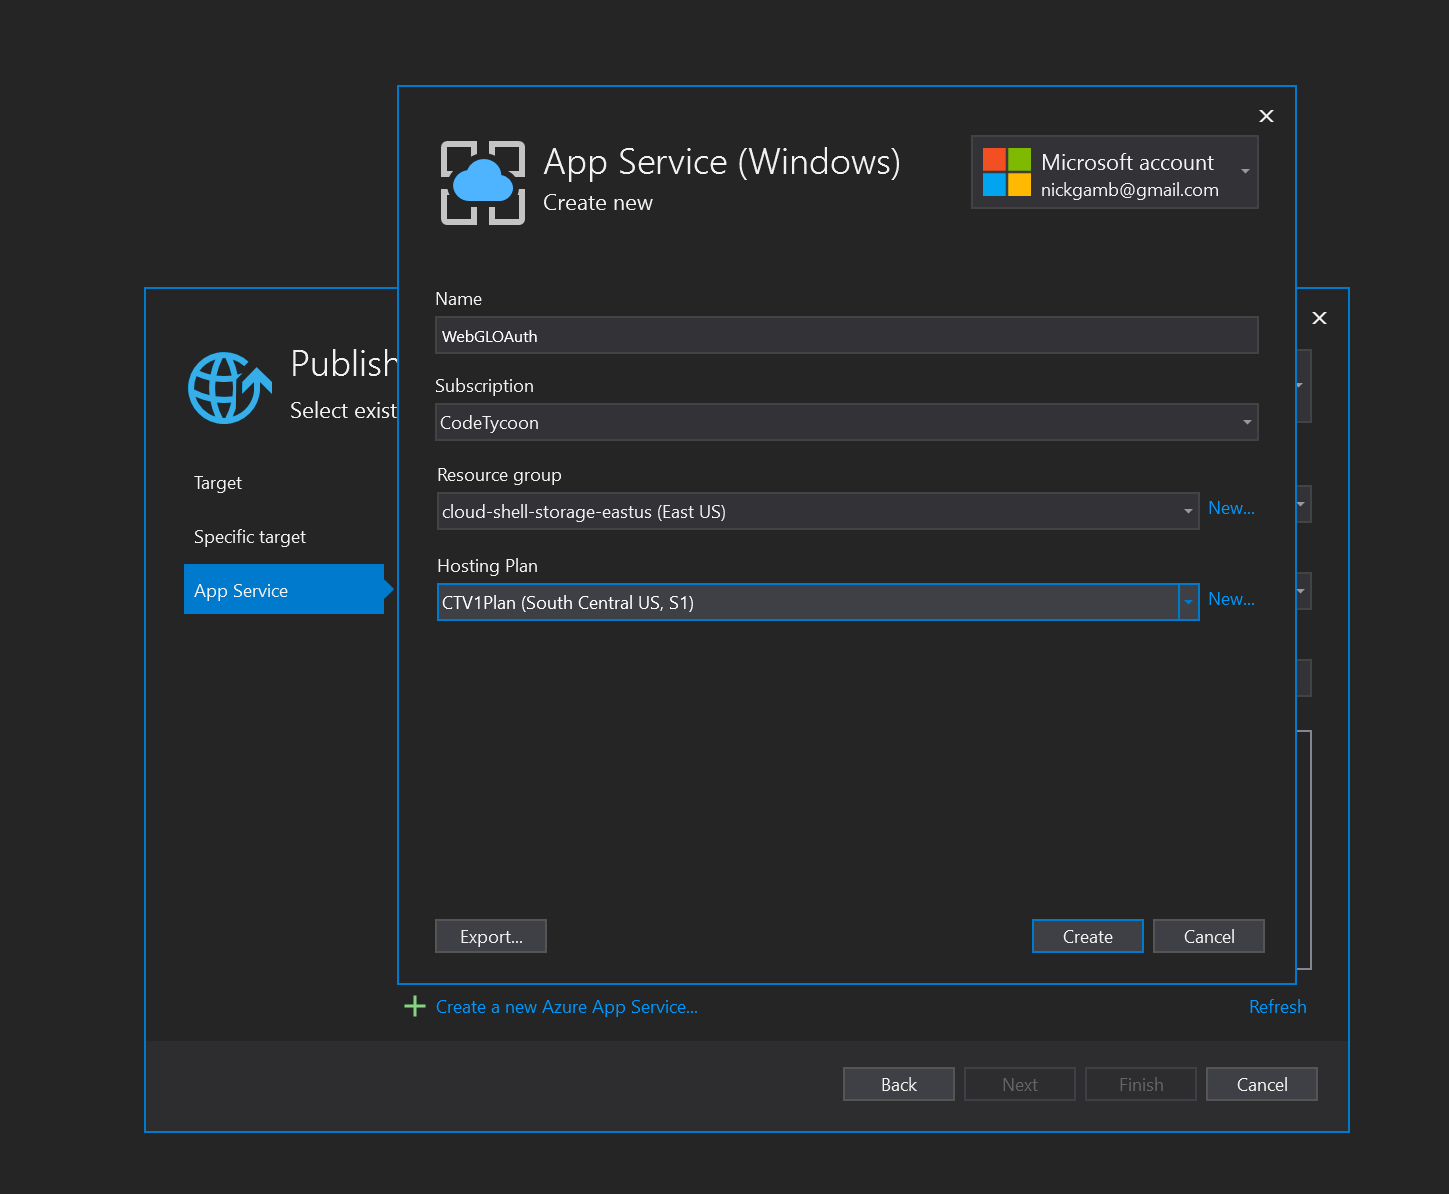 App Service (Windows)
Create new
Microsoft account
nickgamb@gmail.com
Name
WebGLOAuth
Subscription
CodeTycoon
Resource group
cloud-shell-storage-eastus (East US)
New...
Hosting Plan
CTV1Plan (South Central US, S1)
New...
Export...
Create
Cancel
Publish
Select exist
Target
Specific target
App Service
Create a new Azure App Service...
Refresh
Back
Next
Finish
Cancel